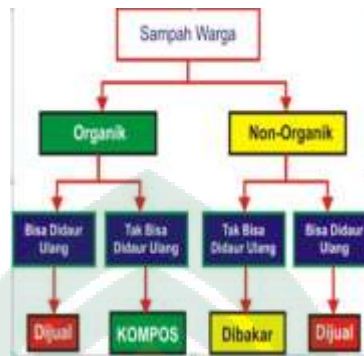 Sampah Warga
Organik
Non-Organik
Bisa Didaur
Ulang
Tak Bisa
Didaur Ulang
Tak Bisa
Didaur Ulang
Bisa Didaur
Ulang
Dijual
KOMPOS
Dibakar
Dijual